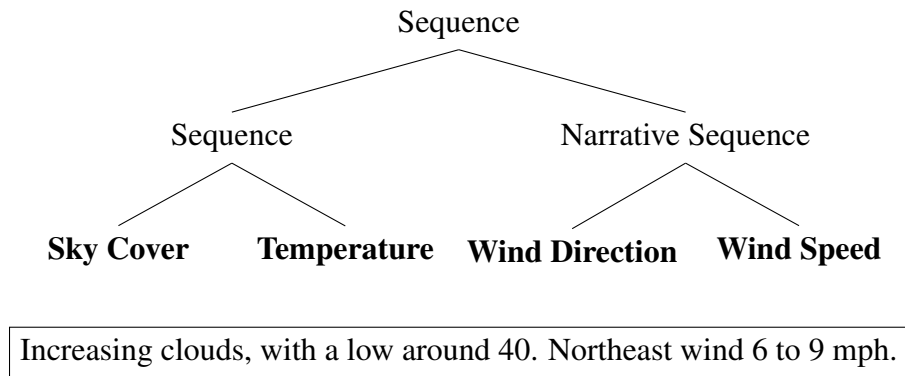 Sequence
Sequence Narrative Sequence
Sky Cover Temperature Wind Direction Wind Speed
Increasing clouds, with a low around 40. Northeast wind 6 to 9 mph.